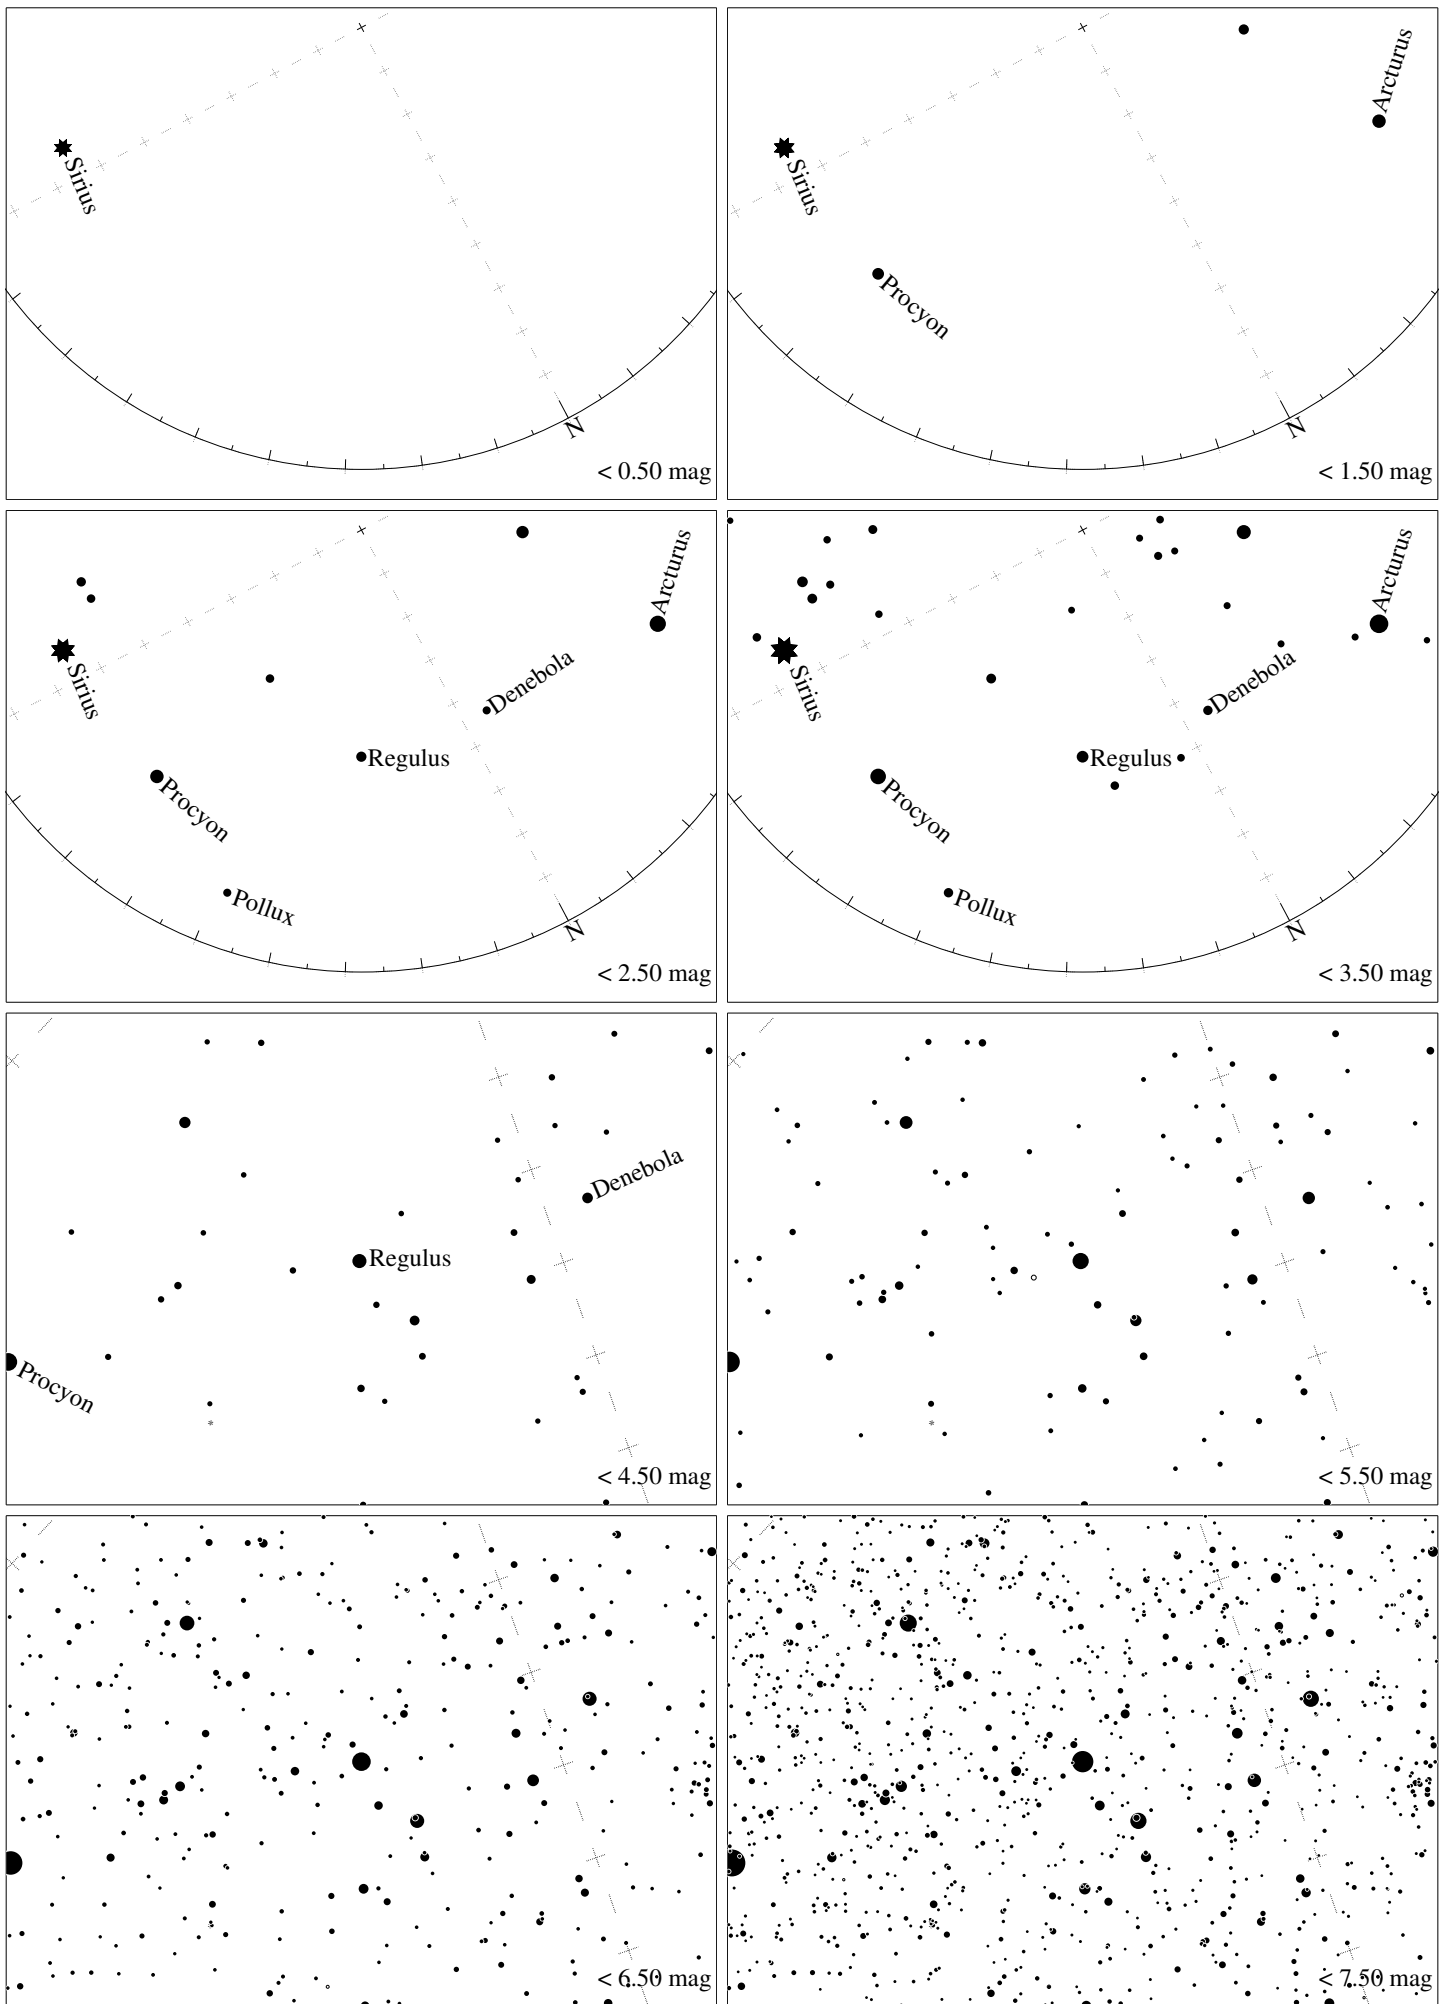 Sirius
N
< 0.50 mag
Arcturus
Sirius
Procyon
N
< 1.50 mag
Arcturus
Sirius
Denebola
Regulus
Procyon
Pollux
N
< 2.50 mag
Arcturus
Sirius
Denebola
Regulus
Procyon
Pollux
N
< 3.50 mag
Denebola
Regulus
Procyon
< 4.50 mag
< 5.50 mag
< 6.50 mag
< 7.50 mag